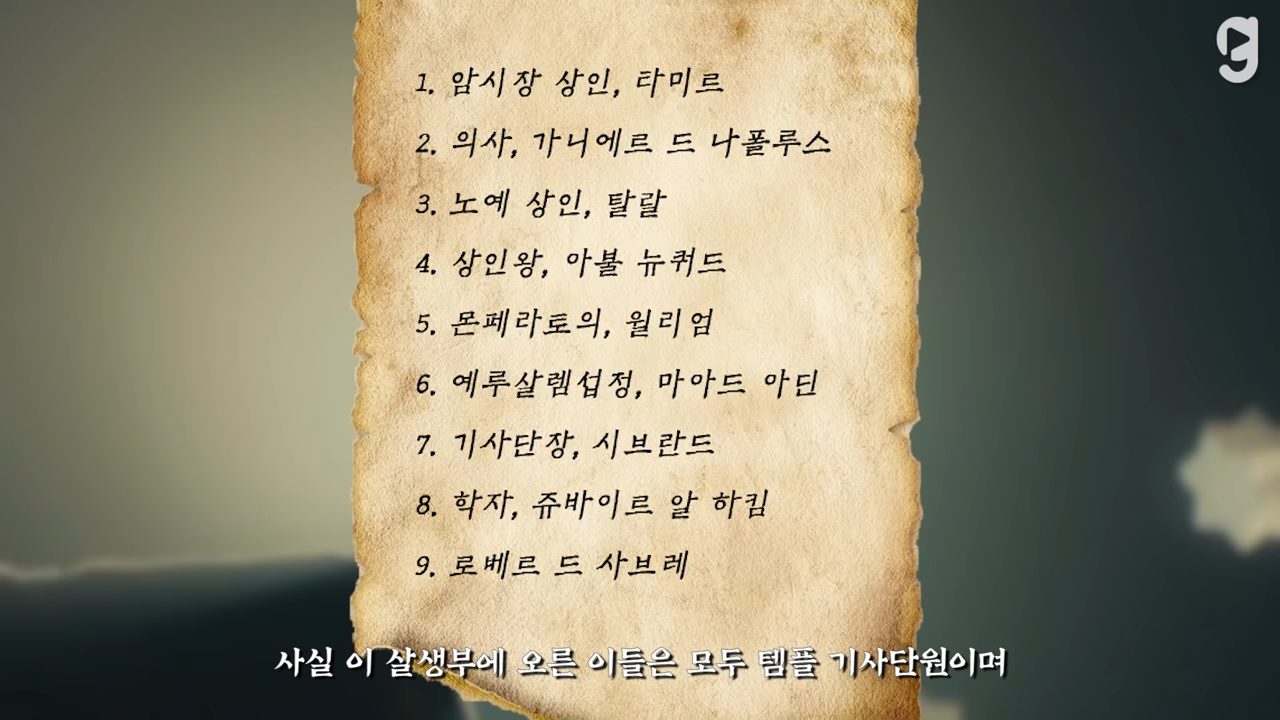 1. 암시장 상인, 타미르
2. 의사, 가니에르 드 나폴루스
3. 노예 상인, 탈랄
4. 상인왕, 아불 뉴쿼드
5. 몬페라토의, 윌리엄
6. 예루살렘섭정, 마아드 아딘
7. 기사단장, 시브란드
8. 학자, 쥬바이르 알 하킴
9. 로베르 드 사브레
사실 이 살생부에 오른 이들은 모두 템플 기사단원이며